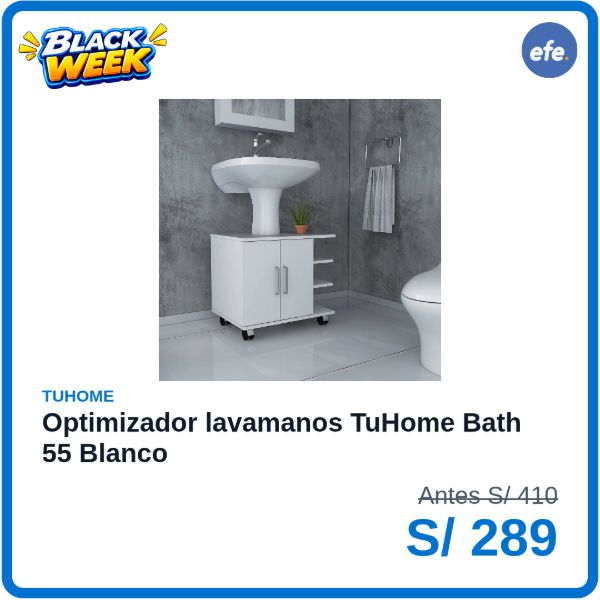 BLACK
WEEK
efe.
TUHOME
Optimizador lavamanos TuHome Bath
55 Blanco
Antes S/ 410
S/ 289